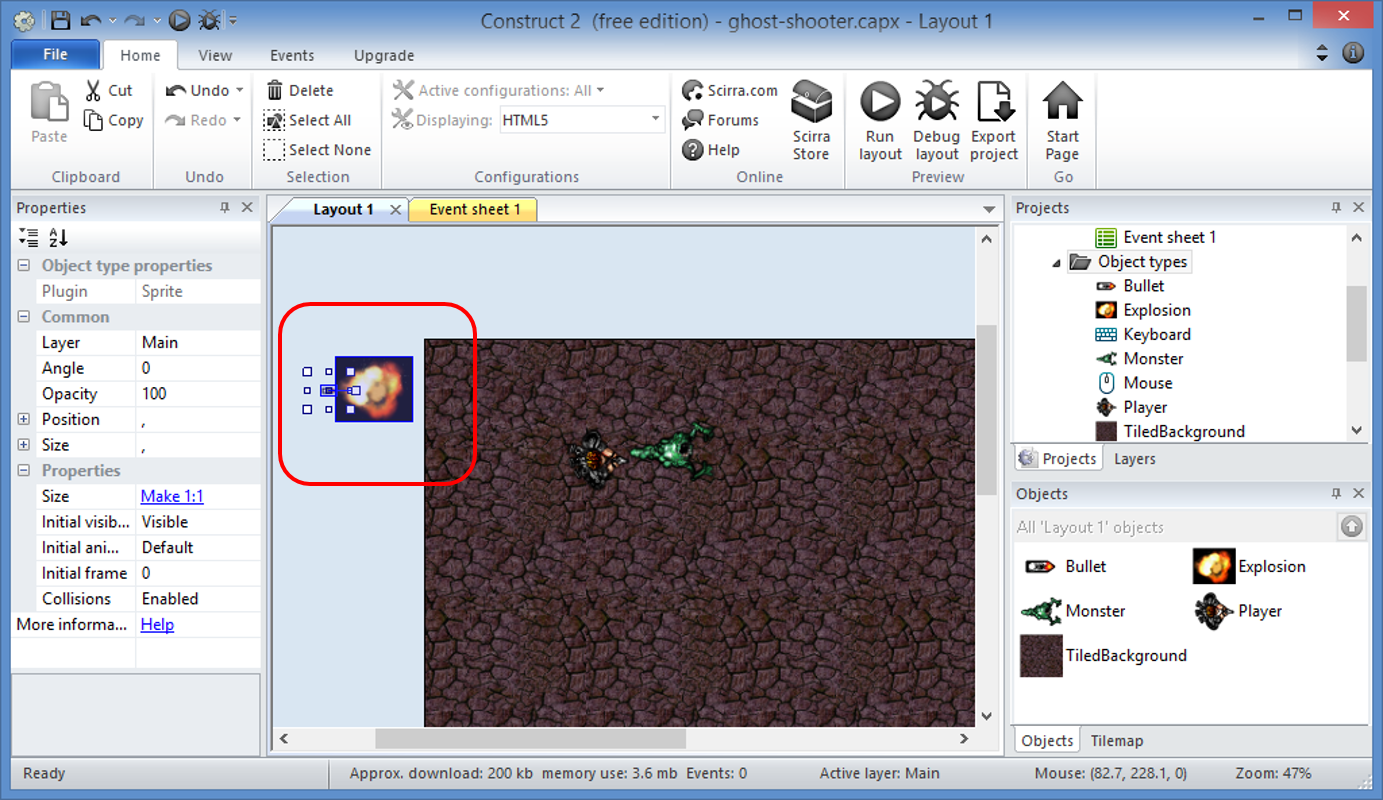 Construct 2  (free edition) - ghost-shooter.capx - Layout 1
File Home View Events Upgrade
Paste Cut Copy
Clipboard
Undo
Redo
Undo
Delete
Select All
Select None
Selection
Active configurations: All
Displaying: HTML5
Configurations
Scirra.com
Forums
Help
Scirra Store
Online
Run layout
Debug layout
Export project
Preview
Start Page
Go
Properties
Object type properties
Plugin Sprite
Common
Layer Main
Angle 0
Opacity 100
Position ,
Size ,
Properties
Size Make 1:1
Initial visib... Visible
Initial ani... Default
Initial frame 0
Collisions Enabled
More informa... Help
Layout 1 Event sheet 1
Projects
Event sheet 1
Object types
Bullet
Explosion
Keyboard
Monster
Mouse
Player
TiledBackground
Projects Layers
Objects
All 'Layout 1' objects
Bullet Explosion
Monster Player
TiledBackground
Objects Tilemap
Ready Approx. download: 200 kb  memory use: 3.6 mb  Events: 0 Active layer: Main Mouse: (82.7, 228.1, 0) Zoom: 47%